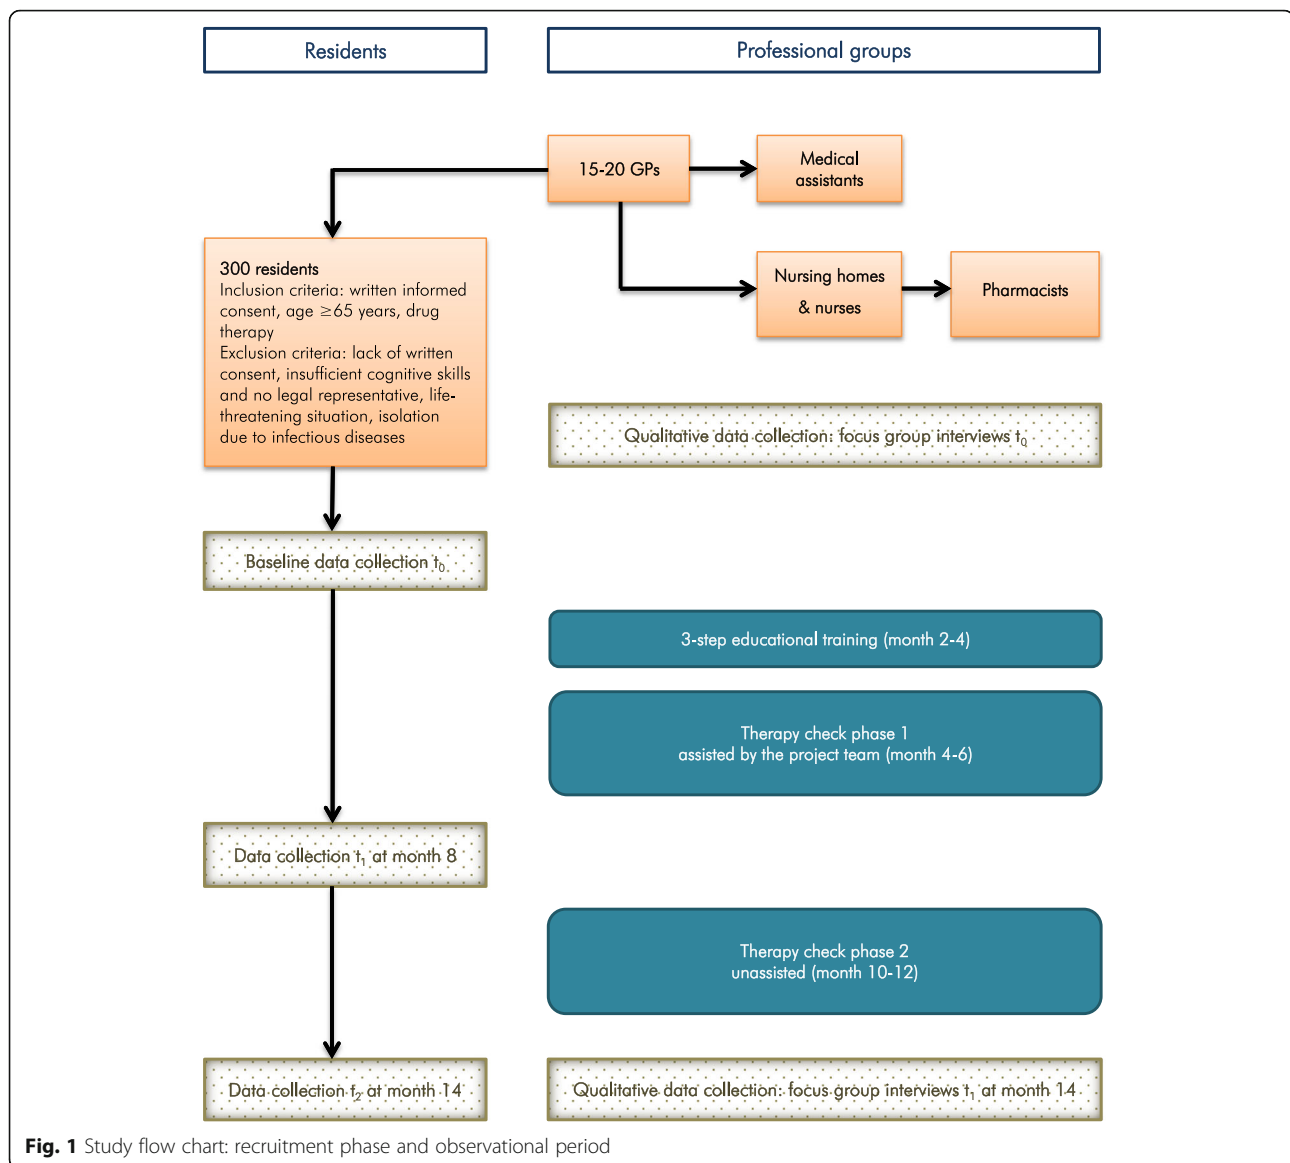 Residents
Professional groups
15-20 GPs
Medical
assistants
300 residents
Inclusion criteria: written informed
consent, age ≥65 years, drug
therapy
Exclusion criteria: lack of written
consent, insufficient cognitive skills
and no legal representative, life-
threatening situation, isolation
due to infectious diseases
Nursing homes
& nurses
Pharmacists
Qualitative data collection: focus group interviews t₀
Baseline data collection t₀
3-step educational training (month 2-4)
Therapy check phase 1
assisted by the project team (month 4-6)
Data collection t₁ at month 8
Therapy check phase 2
unassisted (month 10-12)
Data collection t₂ at month 14
Qualitative data collection: focus group interviews t₁ at month 14
Fig. 1 Study flow chart: recruitment phase and observational period